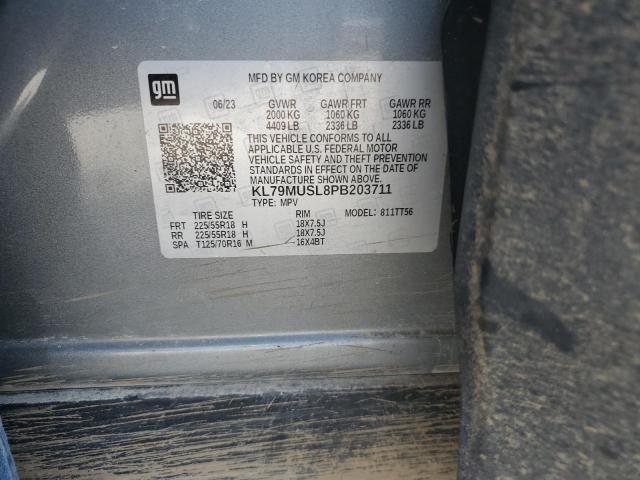 gm
MFD BY GM KOREA COMPANY
06/23 GVWR GAWR FRT GAWR RR
2000 KG 1060 KG 1060 KG
4409 LB 2336 LB 2336 LB
THIS VEHICLE CONFORMS TO ALL
APPLICABLE U.S. FEDERAL MOTOR
VEHICLE SAFETY AND THEFT PREVENTION
STANDARDS IN EFFECT ON THE DATE OF
MANUFACTURE SHOWN ABOVE.
KL79MUSL8PB203711
TYPE: MPV
TIRE SIZE RIM MODEL: 811TT56
FRT 225/55R18 H 18X7.5J
RR 225/55R18 H 18X7.5J
SPA T125/70R16 M 16X4BT